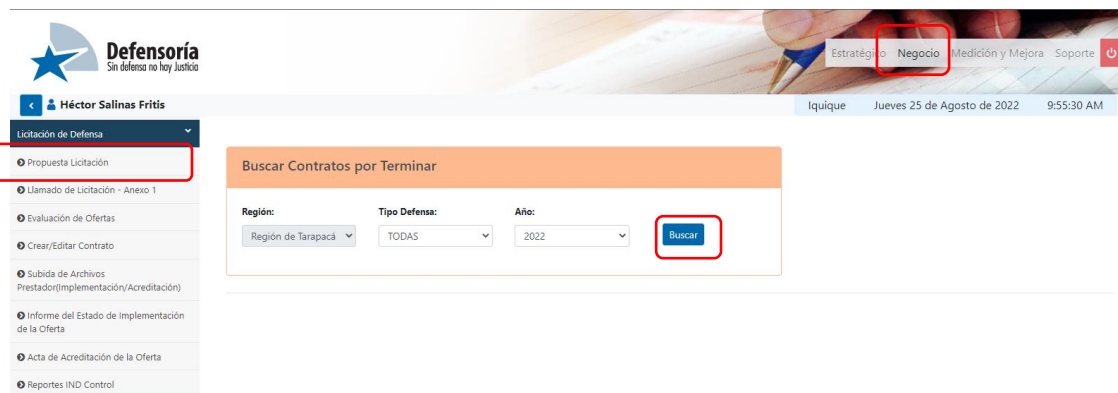 Defensoría
Sin defensa no hay Justicia
Estratégico Negocio Medición y Mejora Soporte
Héctor Salinas Fritis
Iquique Jueves 25 de Agosto de 2022 9:55:30 AM
Licitación de Defensa
Propuesta Licitación
Llamado de Licitación - Anexo 1
Evaluación de Ofertas
Crear/Editar Contrato
Subida de Archivos
Prestador(Implementación/Acreditación)
Informe del Estado de Implementación
de la Oferta
Acta de Acreditación de la Oferta
Reportes IND Control
Buscar Contratos por Terminar
Región: Tipo Defensa: Año:
Región de Tarapacá TODAS 2022 Buscar